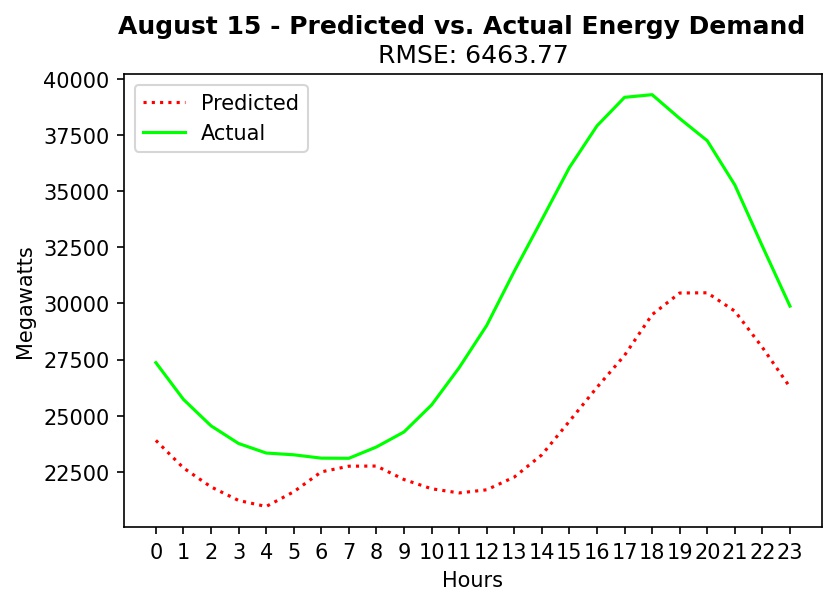 August 15 - Predicted vs. Actual Energy Demand
RMSE: 6463.77
Predicted
Actual
Megawatts
40000
37500
35000
32500
30000
27500
25000
22500
0 1 2 3 4 5 6 7 8 9 10 11 12 13 14 15 16 17 18 19 20 21 22 23
Hours